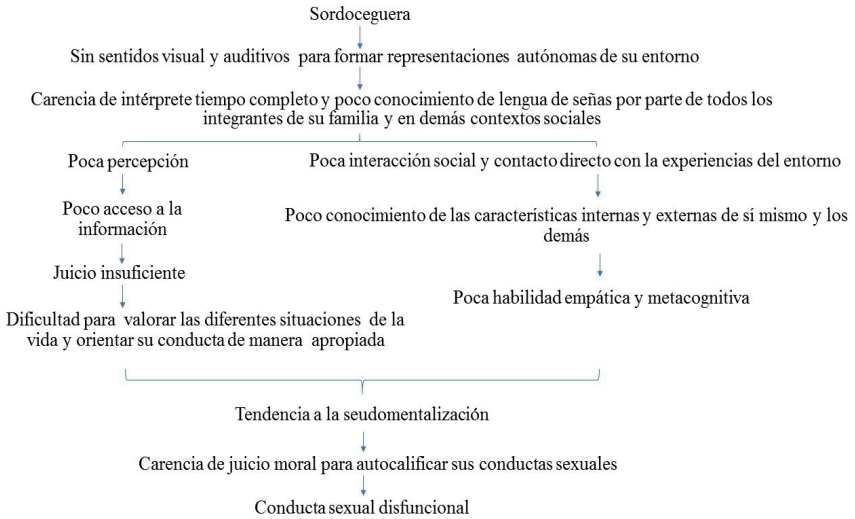 Sordoceguera
Sin sentidos visual y auditivos para formar representaciones autónomas de su entorno
Carencia de intérprete tiempo completo y poco conocimiento de lengua de señas por parte de todos los
integrantes de su familia y en demás contextos sociales
Poca percepción
Poco acceso a la
información
Juicio insuficiente
Dificultad para valorar las diferentes situaciones de la
vida y orientar su conducta de manera apropiada
Poca interacción social y contacto directo con la experiencias del entorno
Poco conocimiento de las características internas y externas de sí mismo y los
demás
Poca habilidad empática y metacognitiva
Tendencia a la seudomentalización
Carencia de juicio moral para autocalificar sus conductas sexuales
Conducta sexual disfuncional